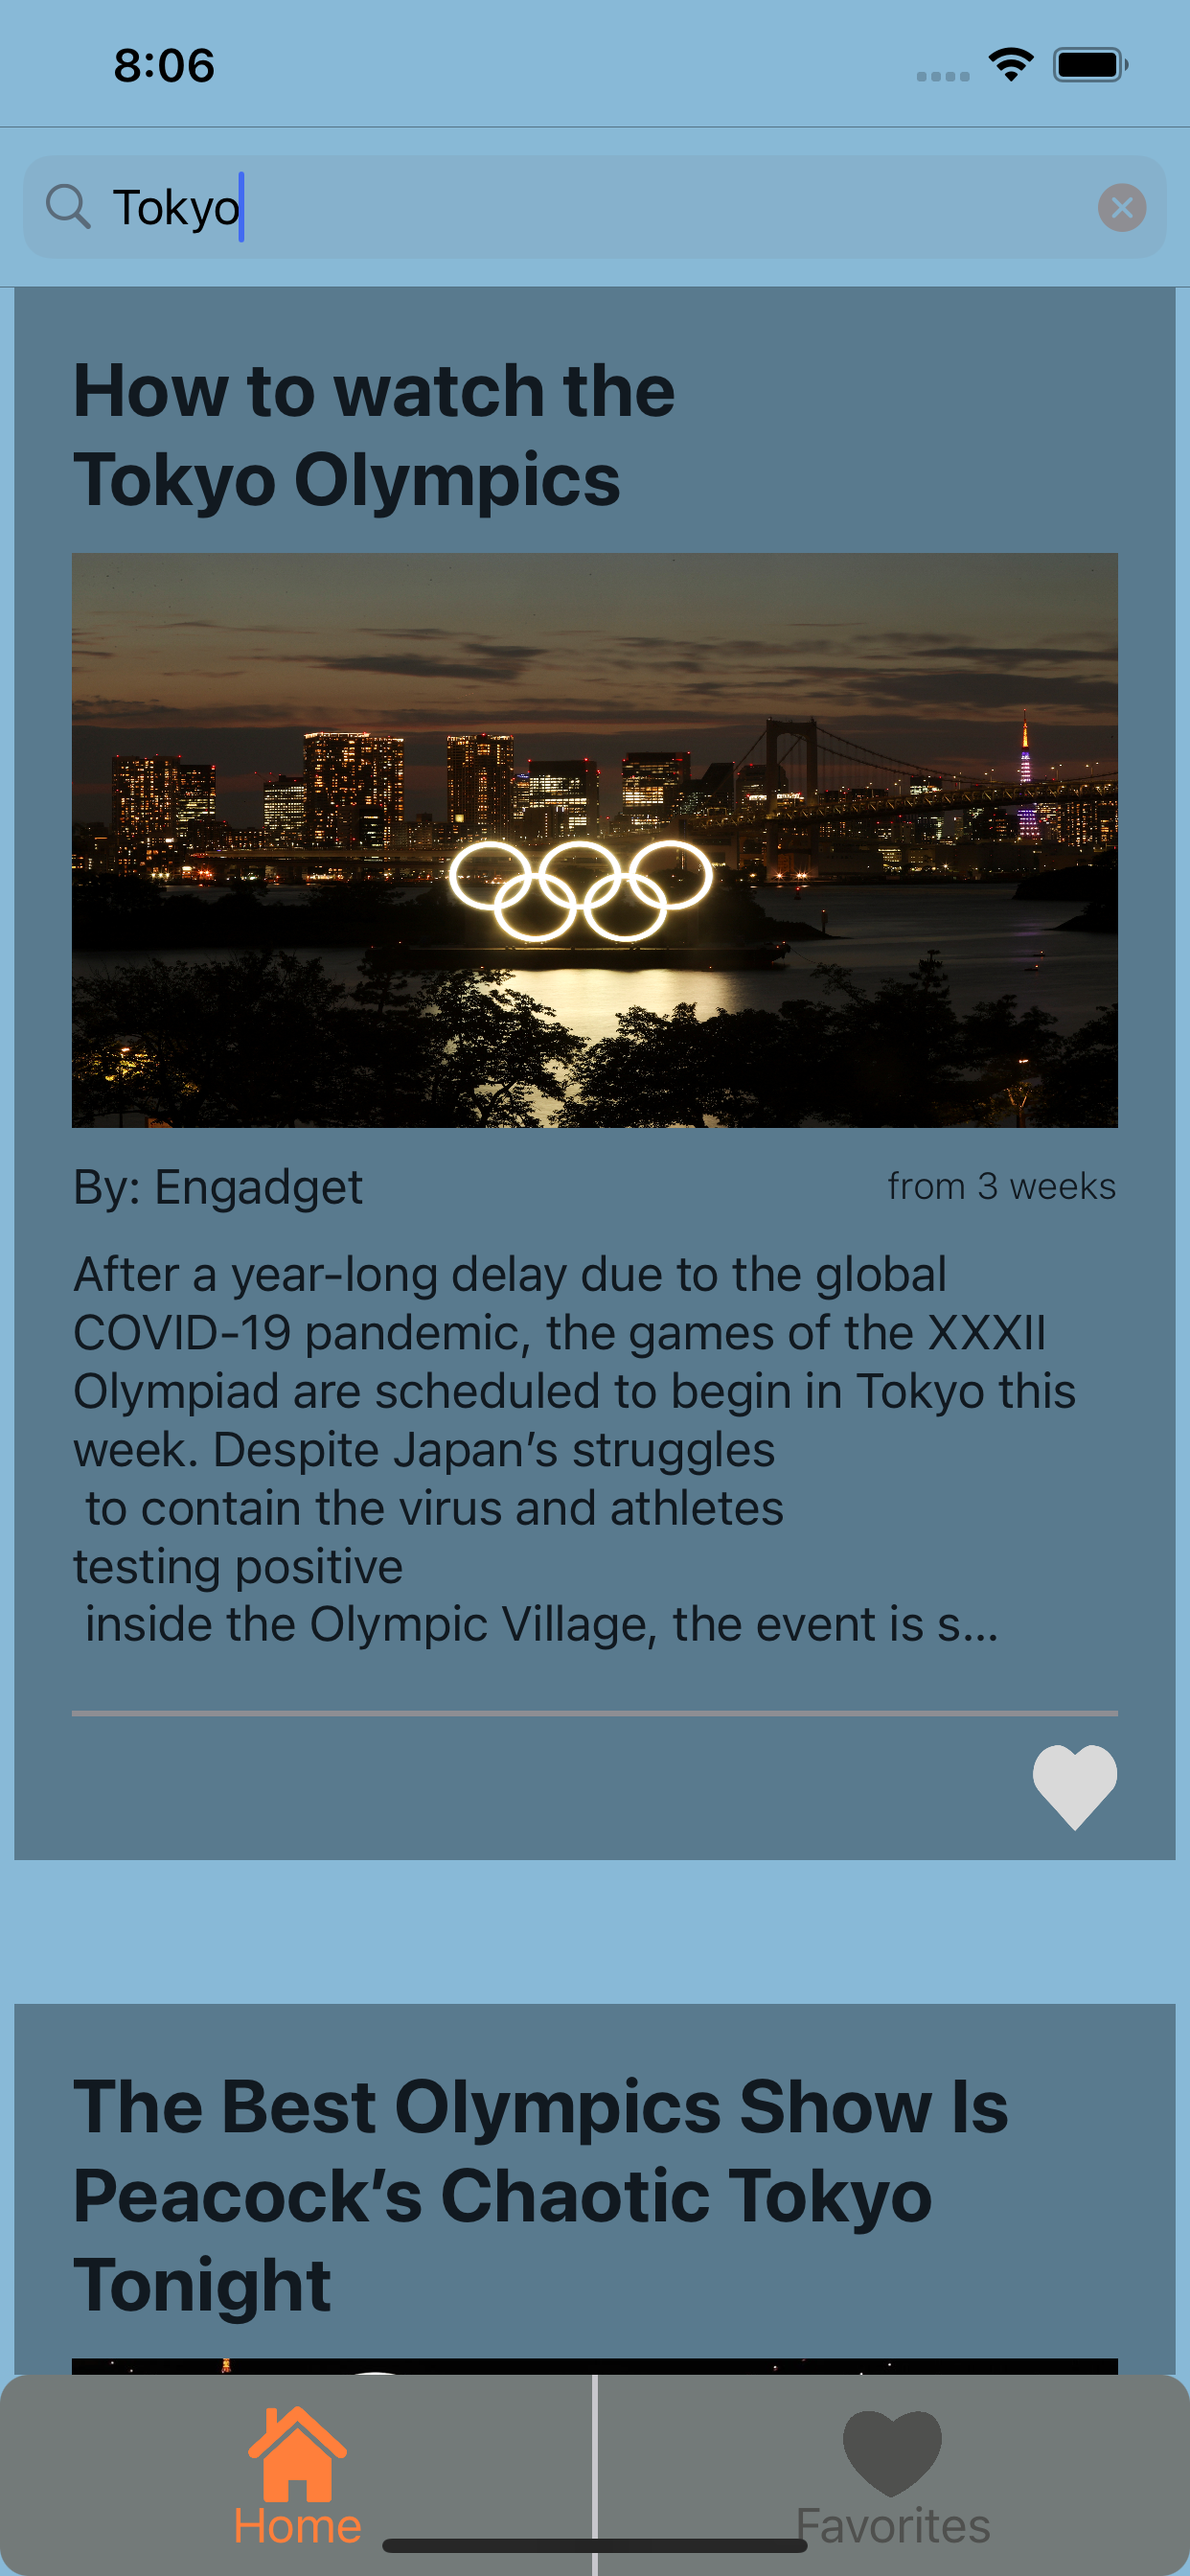 8:06
Tokyo
How to watch the
Tokyo Olympics
By: Engadget
from 3 weeks
After a year-long delay due to the global
COVID-19 pandemic, the games of the XXXII
Olympiad are scheduled to begin in Tokyo this
week. Despite Japan’s struggles
to contain the virus and athletes
testing positive
inside the Olympic Village, the event is s...
The Best Olympics Show Is
Peacock’s Chaotic Tokyo
Tonight
Home
Favorites